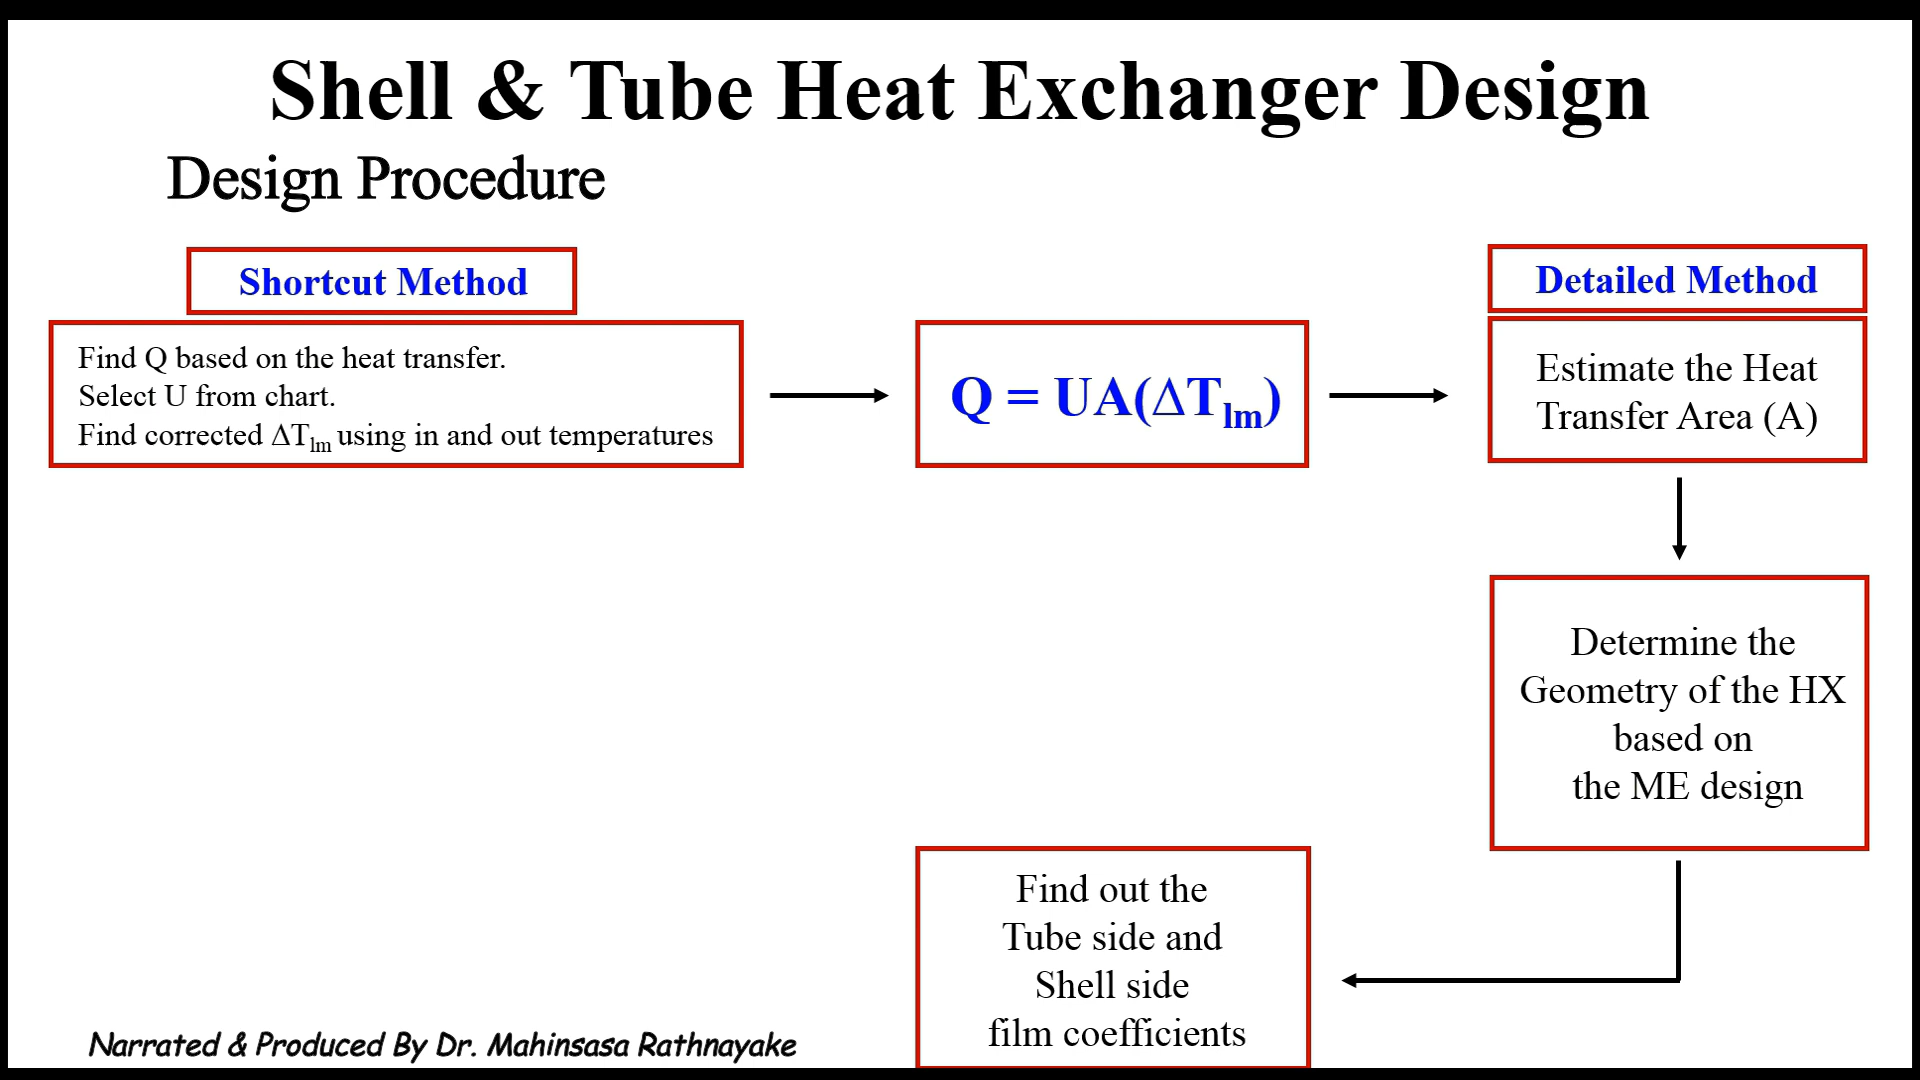 Shell & Tube Heat Exchanger Design
Design Procedure
Shortcut Method
Find Q based on the heat transfer.
Select U from chart.
Find corrected ΔTlm using in and out temperatures
Q = UA(ΔTlm)
Detailed Method
Estimate the Heat
Transfer Area (A)
Determine the
Geometry of the HX
based on
the ME design
Find out the
Tube side and
Shell side
film coefficients
Narrated & Produced By Dr. Mahinsasa Rathnayake